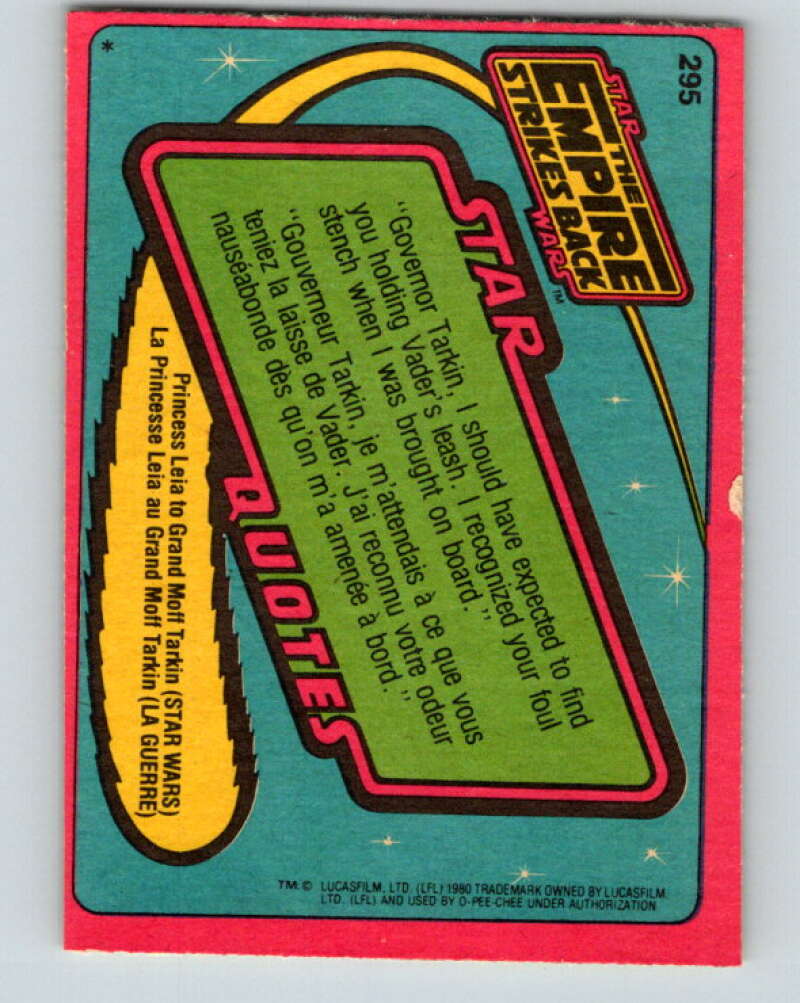 295
STAR
THE
EMPIRE
STRIKES BACK
WARS™
STAR
"Governor Tarkin, I should have expected to find
you holding Vader's leash. I recognized your foul
stench when I was brought on board."
"Gouverneur Tarkin, je m'attendais à ce que vous
teniez la laisse de Vader. J'ai reconnu votre odeur
nauséabonde dès qu'on m'a amenée à bord."
QUOTES
Princess Leia to Grand Moff Tarkin (STAR WARS)
La Princesse Leia au Grand Moff Tarkin (LA GUERRE)
*
TM: © LUCASFILM, LTD. (LFL) 1980 TRADEMARK OWNED BY LUCASFILM
LTD. (LFL) AND USED BY O-PEE-CHEE UNDER AUTHORIZATION